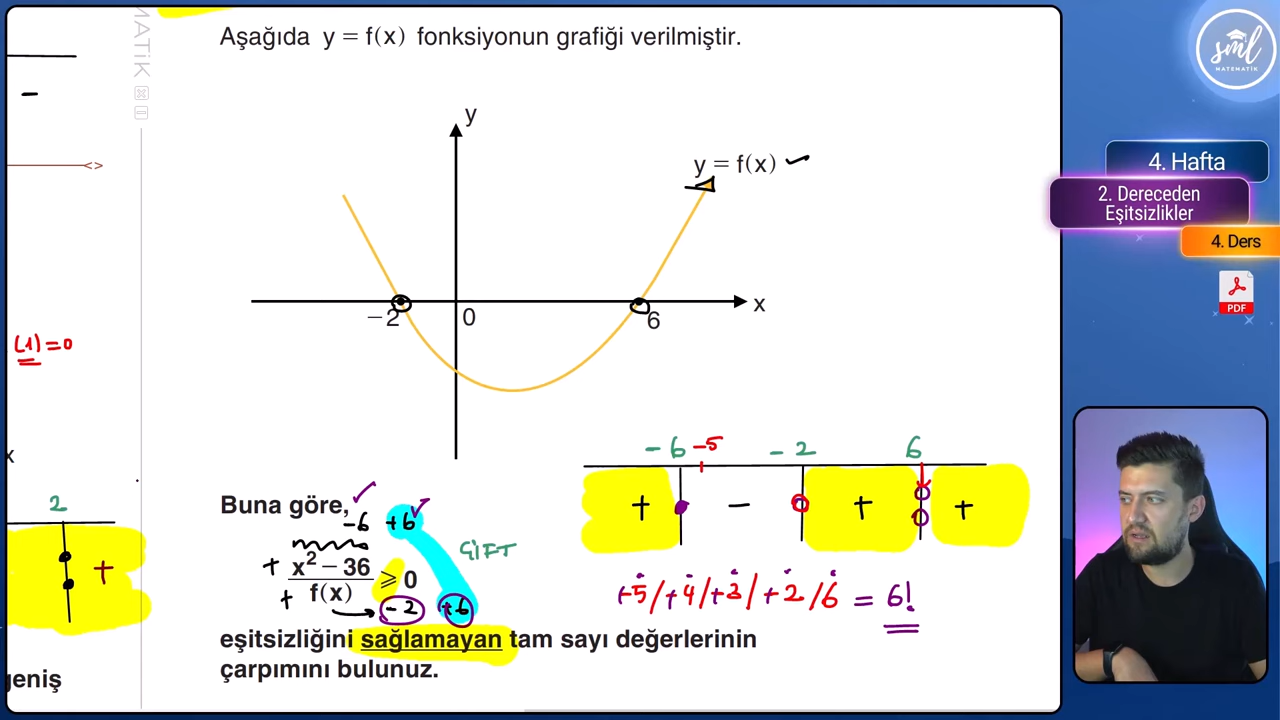 MATİK
Aşağıda y = f(x) fonksiyonun grafiği verilmiştir.
y
y = f(x)
x
-2
0
6
-
<>
(1)=0
x
2
+
geniş
-6 -5 -2 6
+ - + +
Buna göre,
-6 +6
ÇİFT
+ x² - 36
+ f(x)
⩾ 0
-2 +6
+5/+4/+3/+2/6 = 6!
eşitsizliğini sağlamayan tam sayı değerlerinin
çarpımını bulunuz.
sml
MATEMATİK
4. Hafta
2. Dereceden
Eşitsizlikler
4. Ders
PDF